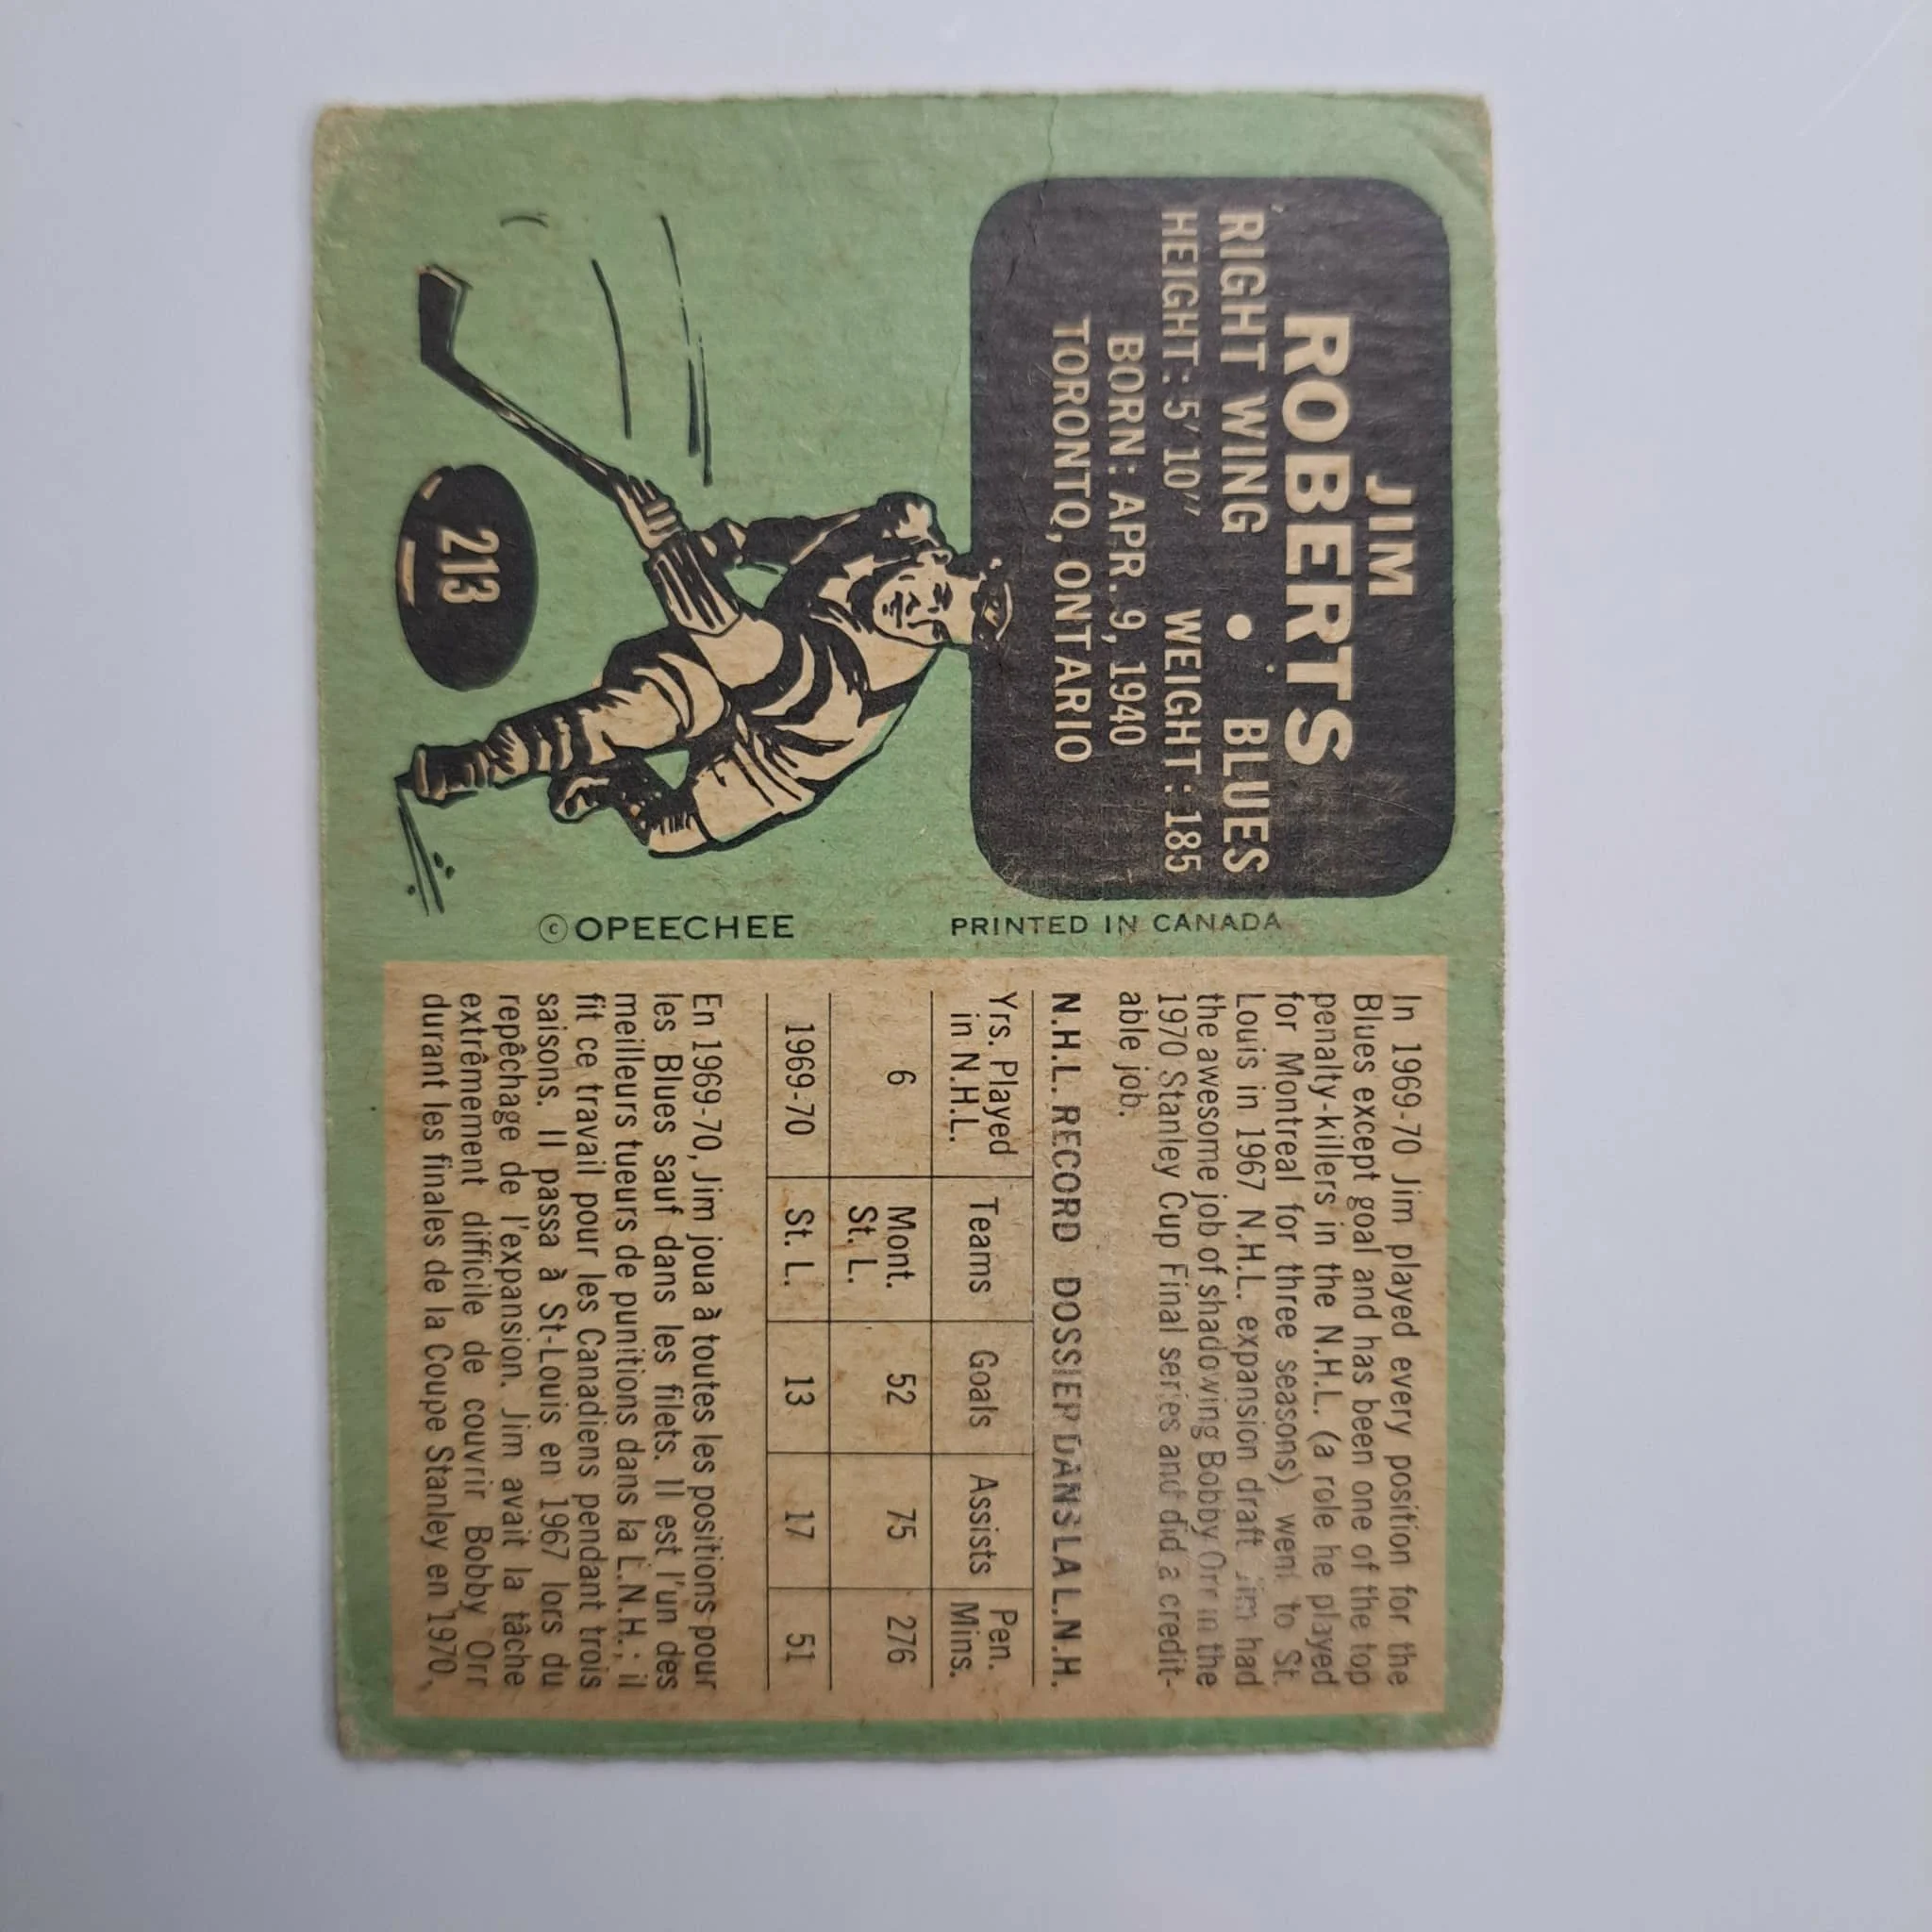 JIM
ROBERTS
RIGHT WING • BLUES
HEIGHT: 5'10" WEIGHT: 185
BORN: APR. 9, 1940
TORONTO, ONTARIO
213
© OPEECHEE
PRINTED IN CANADA
In 1969-70 Jim played every position for the
Blues except goal and has been one of the top
penalty-killers in the N.H.L. (a role he played
for Montreal for three seasons). went to St.
Louis in 1967 N.H.L. expansion draft. Jim had
the awesome job of shadowing Bobby Orr in the
1970 Stanley Cup Final series and did a credit-
able job.
N.H.L. RECORD DOSSIER DANS LA L.N.H.
Yrs. Played in N.H.L. Teams Goals Assists Pen. Mins.
6 Mont. 52 75 276
St. L.
1969-70 St. L. 13 17 51
En 1969-70, Jim joua à toutes les positions pour
les Blues sauf dans les filets. Il est l'un des
meilleurs tueurs de punitions dans la L.N.H.; il
fit ce travail pour les Canadiens pendant trois
saisons. Il passa à St-Louis en 1967 lors du
repêchage de l'expansion. Jim avait la tâche
extrêmement difficile de couvrir Bobby Orr
durant les finales de la Coupe Stanley en 1970.